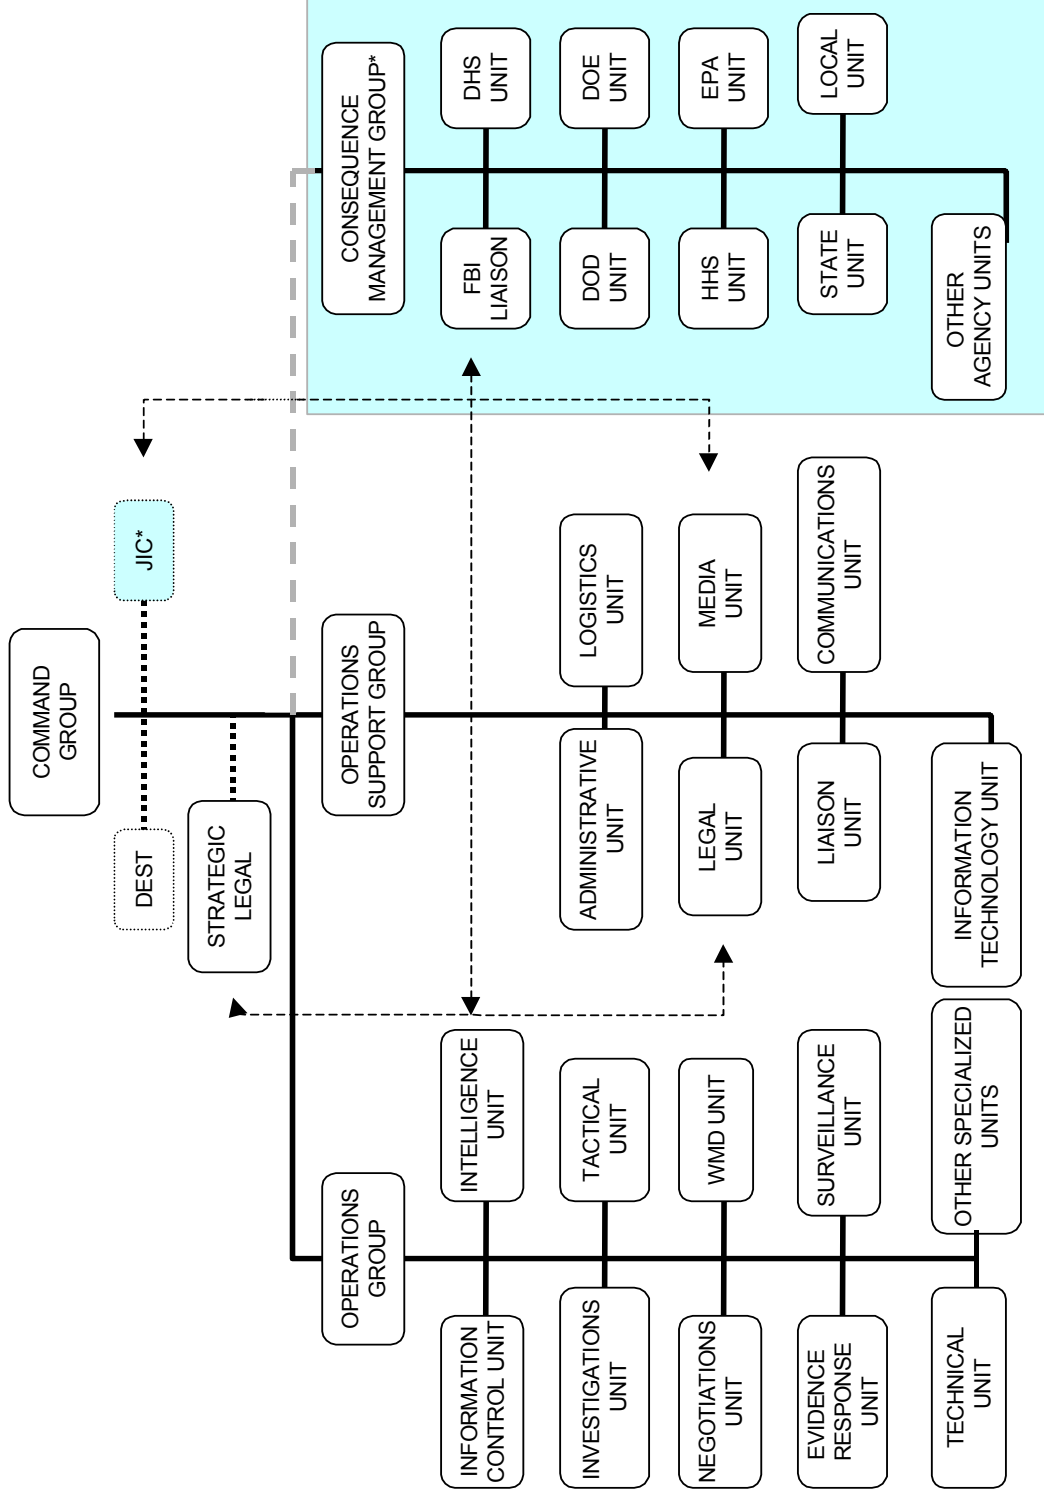 COMMAND
GROUP
DEST
JIC*
STRATEGIC
LEGAL
OPERATIONS
GROUP
INFORMATION
CONTROL UNIT
INTELLIGENCE
UNIT
INVESTIGATIONS
UNIT
TACTICAL
UNIT
NEGOTIATIONS
UNIT
WMD UNIT
EVIDENCE
RESPONSE
UNIT
SURVEILLANCE
UNIT
TECHNICAL
UNIT
OTHER SPECIALIZED
UNITS
OPERATIONS
SUPPORT GROUP
ADMINISTRATIVE
UNIT
LOGISTICS
UNIT
LEGAL
UNIT
MEDIA
UNIT
LIAISON
UNIT
COMMUNICATIONS
UNIT
INFORMATION
TECHNOLOGY UNIT
CONSEQUENCE
MANAGEMENT GROUP*
FBI
LIAISON
DHS
UNIT
DOD
UNIT
DOE
UNIT
HHS
UNIT
EPA
UNIT
STATE
UNIT
LOCAL
UNIT
OTHER
AGENCY UNITS